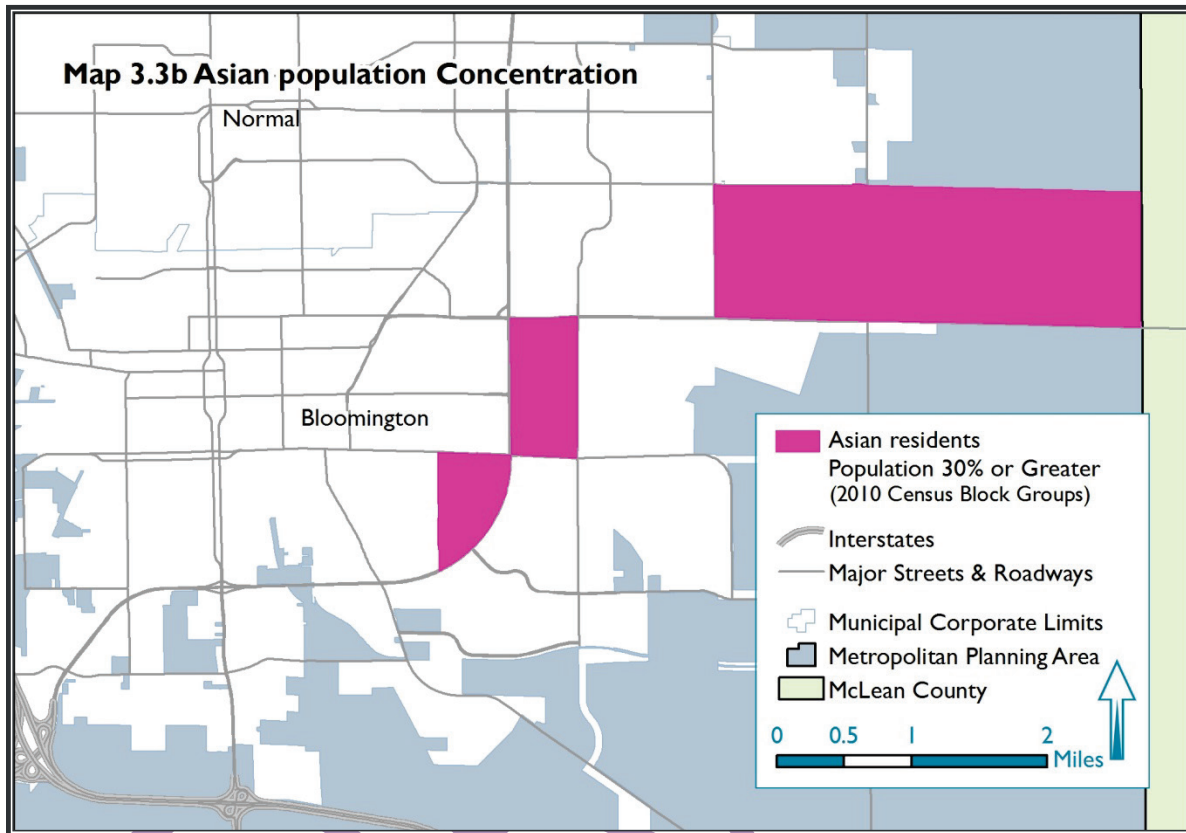 Map 3.3b Asian population Concentration
Normal
Bloomington
Asian residents
Population 30% or Greater
(2010 Census Block Groups)
Interstates
Major Streets & Roadways
Municipal Corporate Limits
Metropolitan Planning Area
McLean County
0 0.5 1 2
Miles